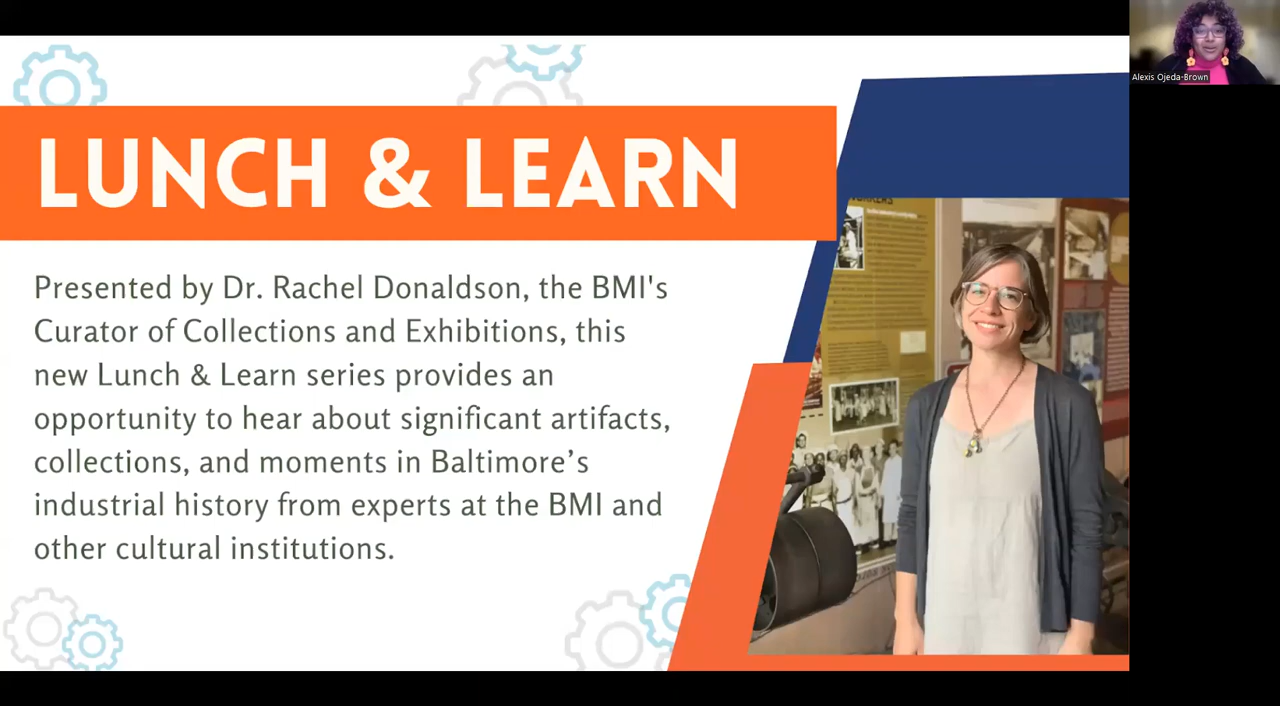 LUNCH & LEARN
Presented by Dr. Rachel Donaldson, the BMI's
Curator of Collections and Exhibitions, this
new Lunch & Learn series provides an
opportunity to hear about significant artifacts,
collections, and moments in Baltimore’s
industrial history from experts at the BMI and
other cultural institutions.
Alexis Ojeda-Brown